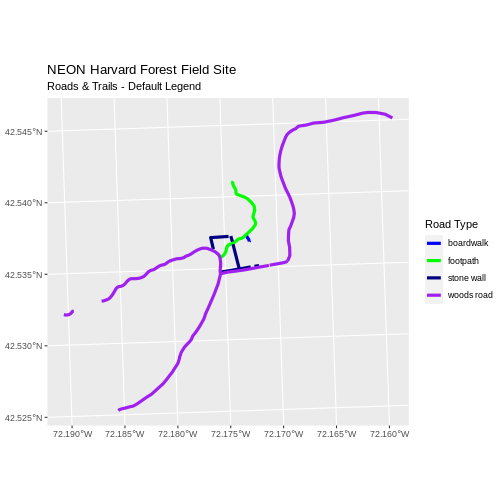 NEON Harvard Forest Field Site
Roads & Trails - Default Legend
42.545°N
42.540°N
42.535°N
42.530°N
42.525°N
72.190°W 72.185°W 72.180°W 72.175°W 72.170°W 72.165°W 72.160°W
Road Type
boardwalk
footpath
stone wall
woods road